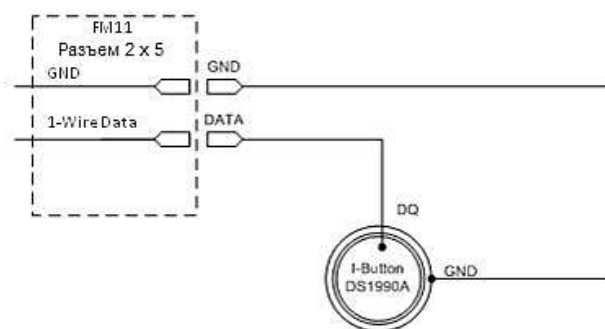 FM11
Разъем 2 x 5
GND
GND
1-Wire Data
DATA
DQ
I-Button
DS1990A
GND